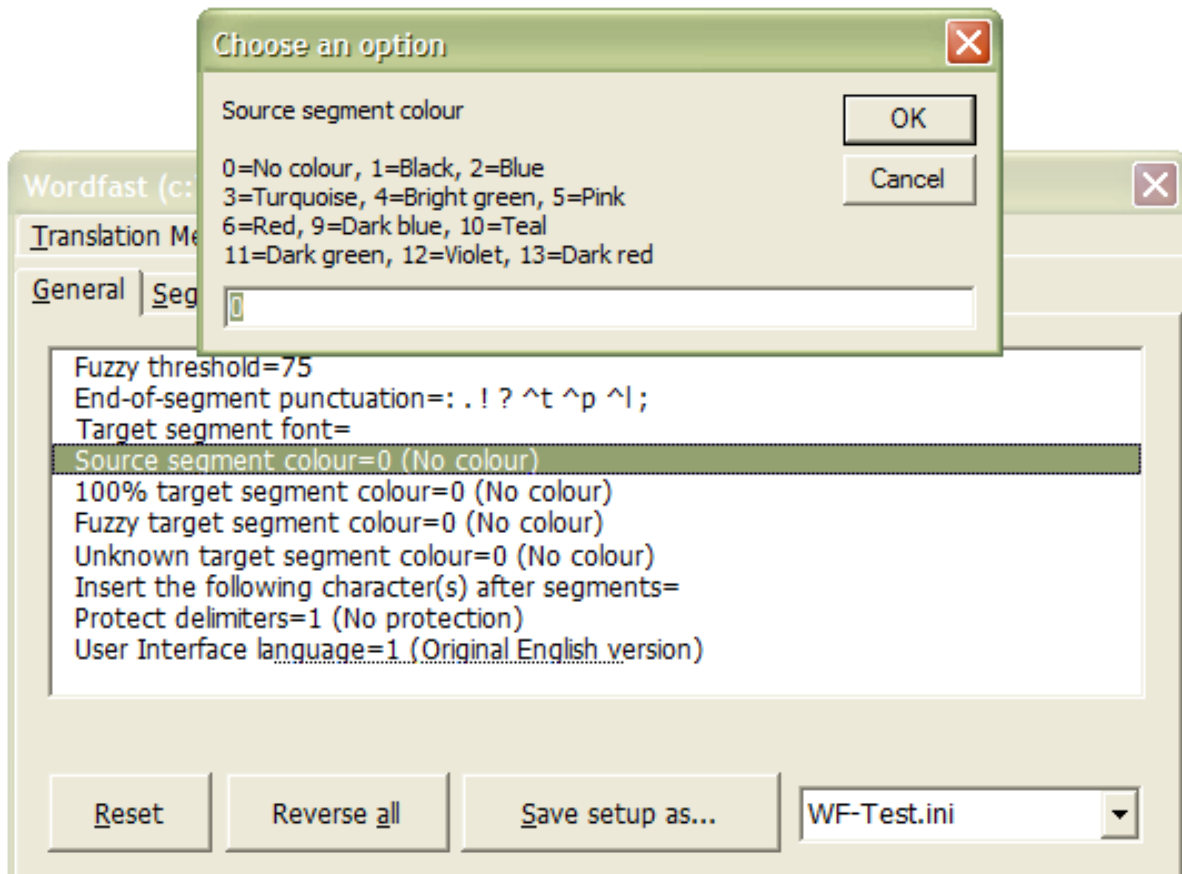 Choose an option
Source segment colour
OK
0=No colour, 1=Black, 2=Blue
3=Turquoise, 4=Bright green, 5=Pink
6=Red, 9=Dark blue, 10=Teal
11=Dark green, 12=Violet, 13=Dark red
Cancel
0
Wordfast (c:
Translation Me
General Seg
Fuzzy threshold=75
End-of-segment punctuation=: . ! ? ^t ^p ^l ;
Target segment font=
Source segment colour=0 (No colour)
100% target segment colour=0 (No colour)
Fuzzy target segment colour=0 (No colour)
Unknown target segment colour=0 (No colour)
Insert the following character(s) after segments=
Protect delimiters=1 (No protection)
User Interface language=1 (Original English version)
Reset Reverse all Save setup as... WF-Test.ini